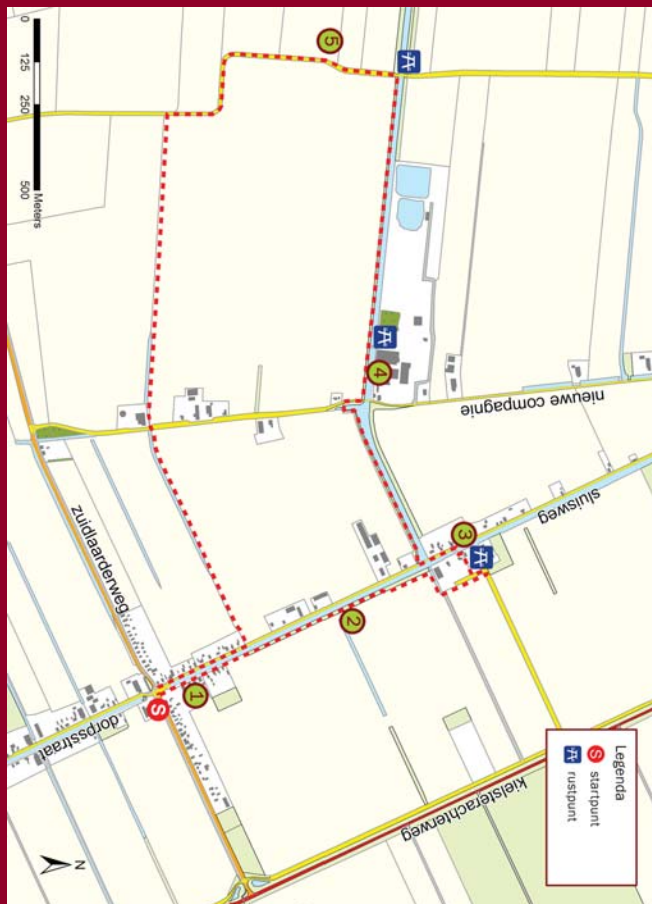 0
125
250
500
Meters
5
4
nieuwe compagnie
sluisweg
3
2
zuidlaarderweg
1
S
dorpsstraat
kielsterachterweg
Legenda
S startpunt
rustpunt
N